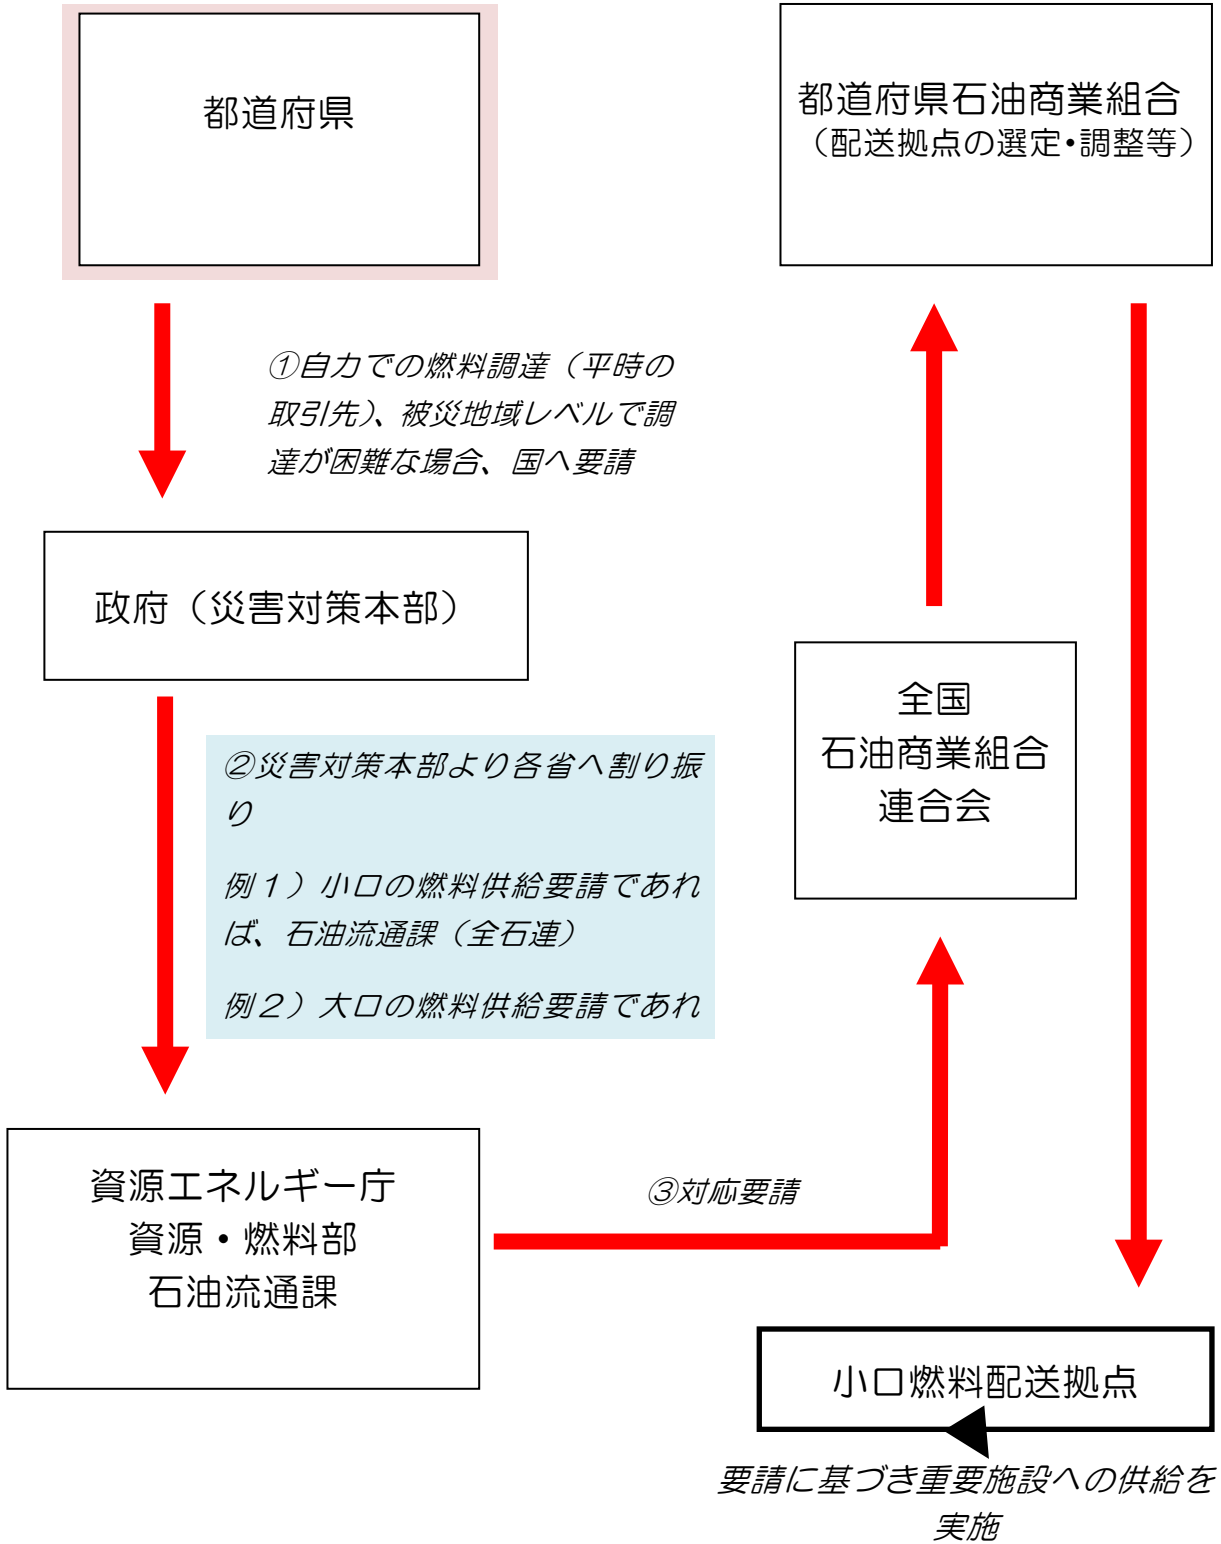 都道府県
①自力での燃料調達（平時の
取引先）、被災地域レベルで調
達が困難な場合、国へ要請
政府（災害対策本部）
②災害対策本部より各省へ割り振
り
例１）小口の燃料供給要請であれ
ば、石油流通課（全石連）
例２）大口の燃料供給要請であれ
資源エネルギー庁
資源・燃料部
石油流通課
③対応要請
全国
石油商業組合
連合会
都道府県石油商業組合
（配送拠点の選定・調整等）
小口燃料配送拠点
要請に基づき重要施設への供給を
実施